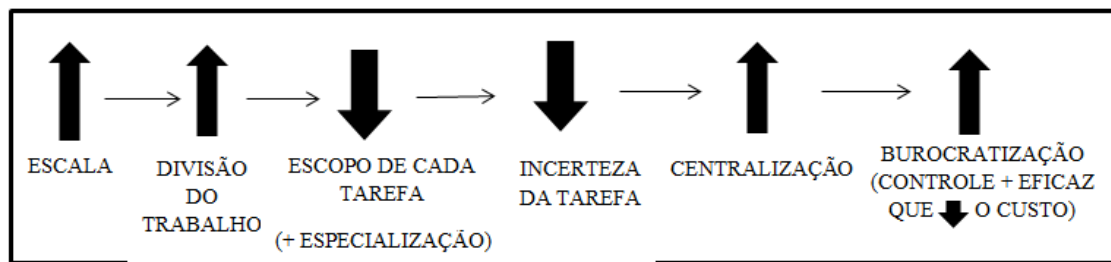 ESCALA
DIVISÃO
DO
TRABALHO
ESCOPO DE CADA
TAREFA
(+ ESPECIALIZAÇÃO)
INCERTEZA
DA TAREFA
CENTRALIZAÇÃO
BUROCRATIZAÇÃO
(CONTROLE + EFICAZ
QUE O CUSTO)